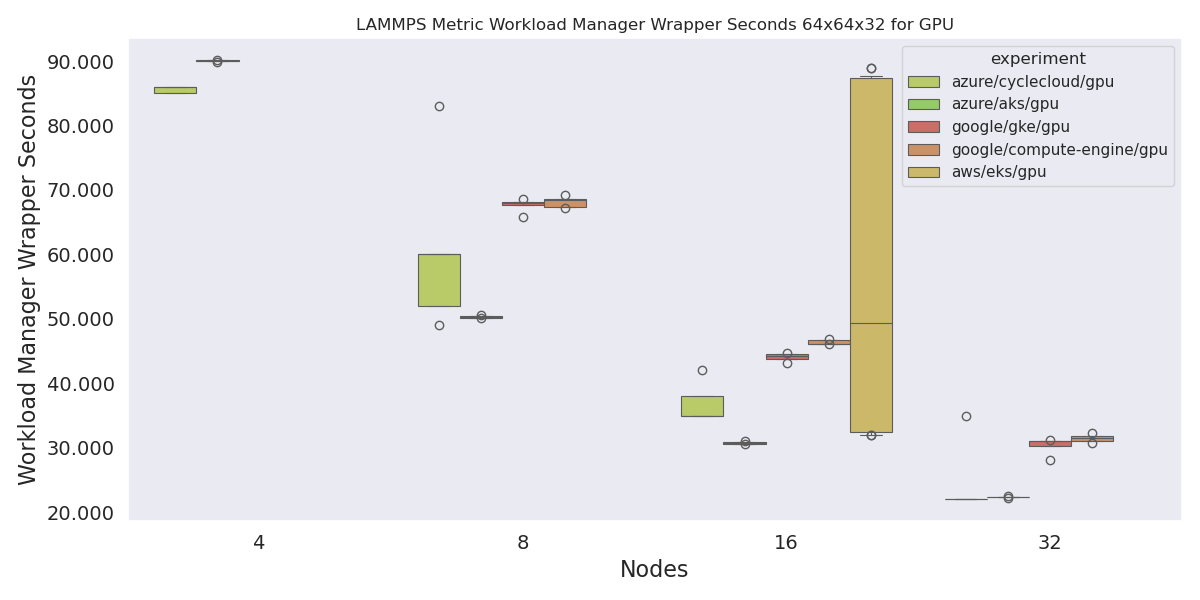 LAMMPS Metric Workload Manager Wrapper Seconds 64x64x32 for GPU
Workload Manager Wrapper Seconds
90.000
80.000
70.000
60.000
50.000
40.000
30.000
20.000
experiment
azure/cyclecloud/gpu
azure/aks/gpu
google/gke/gpu
google/compute-engine/gpu
aws/eks/gpu
4 8 16 32
Nodes